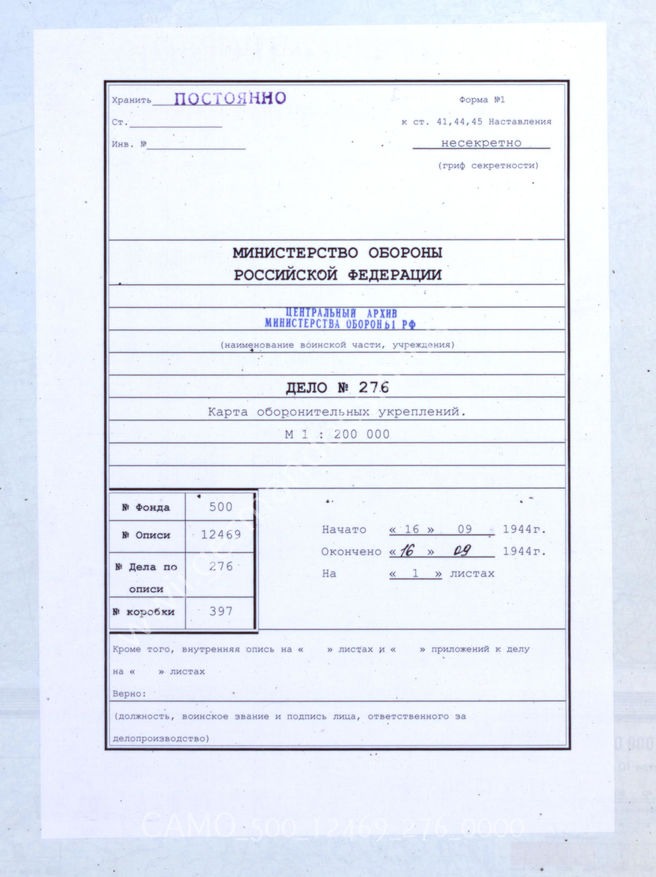 Хранить ПОСТОЯННО
Форма №1
Ст.
к ст. 41,44,45 Наставления
Инв. №
несекретно
(гриф секретности)
МИНИСТЕРСТВО ОБОРОНЫ
РОССИЙСКОЙ ФЕДЕРАЦИИ
ЦЕНТРАЛЬНЫЙ АРХИВ
МИНИСТЕРСТВА ОБОРОНЫ РФ
(наименование воинской части, учреждения)
ДЕЛО № 276
Карта оборонительных укреплений.
М 1 : 200 000
№ Фонда 500
№ Описи 12469
№ Дела по описи 276
№ коробки 397
Начато « 16 » 09 1944г.
Окончено « 16 » 09 1944г.
На « 1 » листах
Кроме того, внутренняя опись на « » листах и « » приложений к делу
на « » листах
Верно:
(должность, воинское звание и подпись лица, ответственного за
делопроизводство)
CAMO_500_12469_276_0000